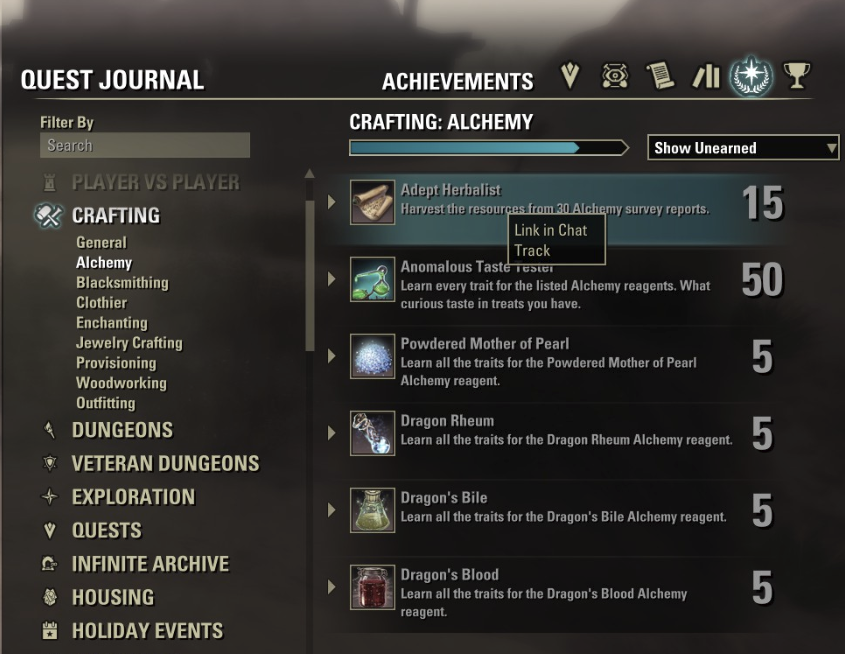 QUEST JOURNAL
ACHIEVEMENTS
Filter By
Search
PLAYER VS PLAYER
CRAFTING
General
Alchemy
Blacksmithing
Clothier
Enchanting
Jewelry Crafting
Provisioning
Woodworking
Outfitting
DUNGEONS
VETERAN DUNGEONS
EXPLORATION
QUESTS
INFINITE ARCHIVE
HOUSING
HOLIDAY EVENTS
CRAFTING: ALCHEMY
Show Unearned
Adept Herbalist
Harvest the resources from 30 Alchemy survey reports.
15
Link in Chat
Track
Anomalous Taste Tester
Learn every trait for the listed Alchemy reagents. What
curious taste in treats you have.
50
Powdered Mother of Pearl
Learn all the traits for the Powdered Mother of Pearl
Alchemy reagent.
5
Dragon Rheum
Learn all the traits for the Dragon Rheum Alchemy reagent.
5
Dragon's Bile
Learn all the traits for the Dragon's Bile Alchemy reagent.
5
Dragon's Blood
Learn all the traits for the Dragon's Blood Alchemy
reagent.
5